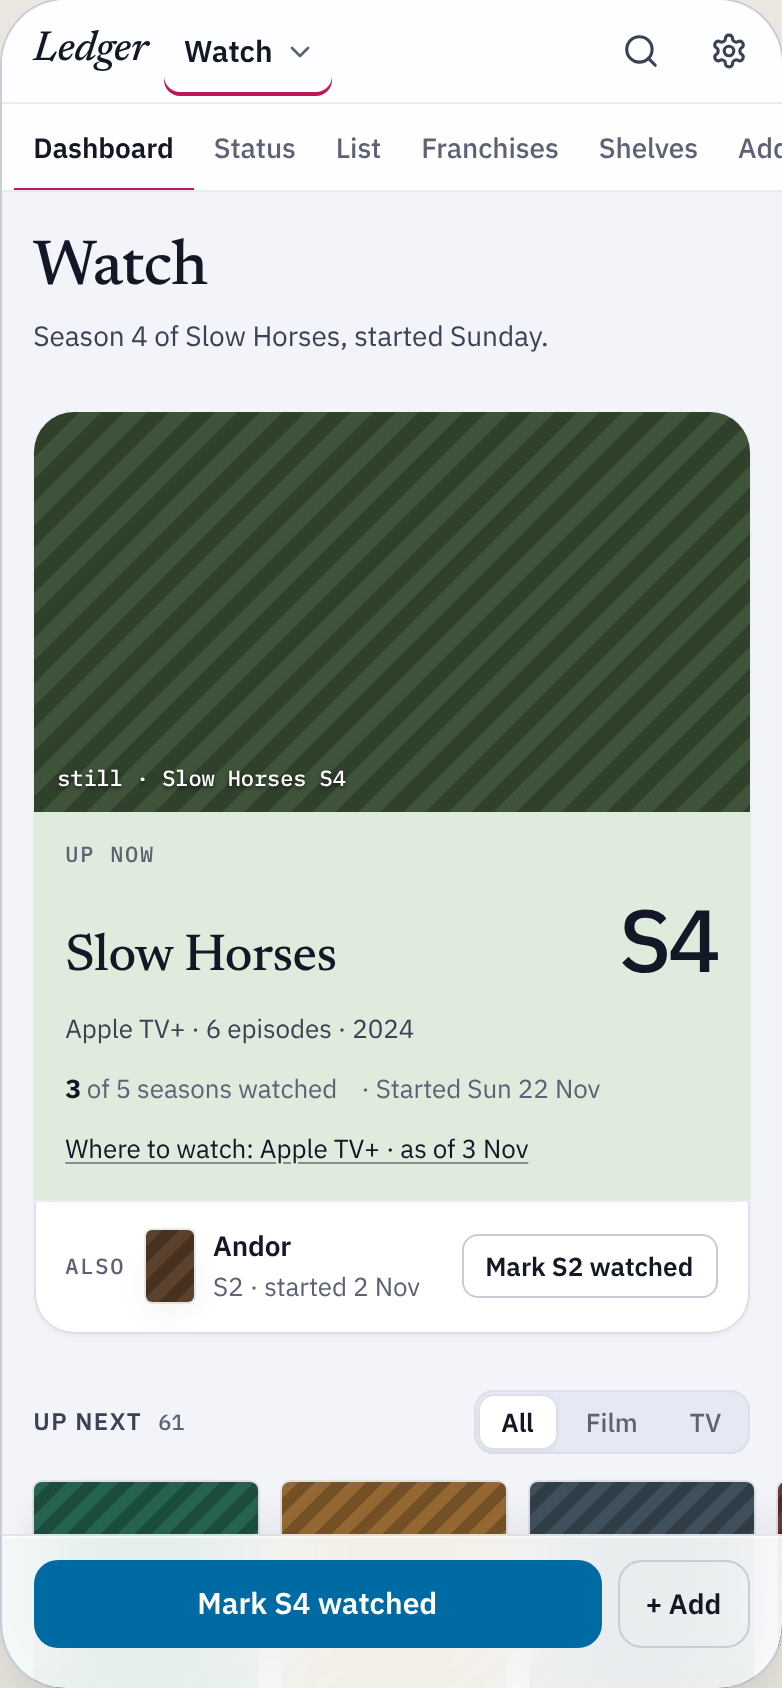 Ledger Watch
Dashboard Status List Franchises Shelves Add
Watch
Season 4 of Slow Horses, started Sunday.
still · Slow Horses S4
UP NOW
Slow Horses S4
Apple TV+ · 6 episodes · 2024
3 of 5 seasons watched · Started Sun 22 Nov
Where to watch: Apple TV+ · as of 3 Nov
ALSO
Andor
S2 · started 2 Nov
Mark S2 watched
UP NEXT 61
All Film TV
Mark S4 watched
+ Add